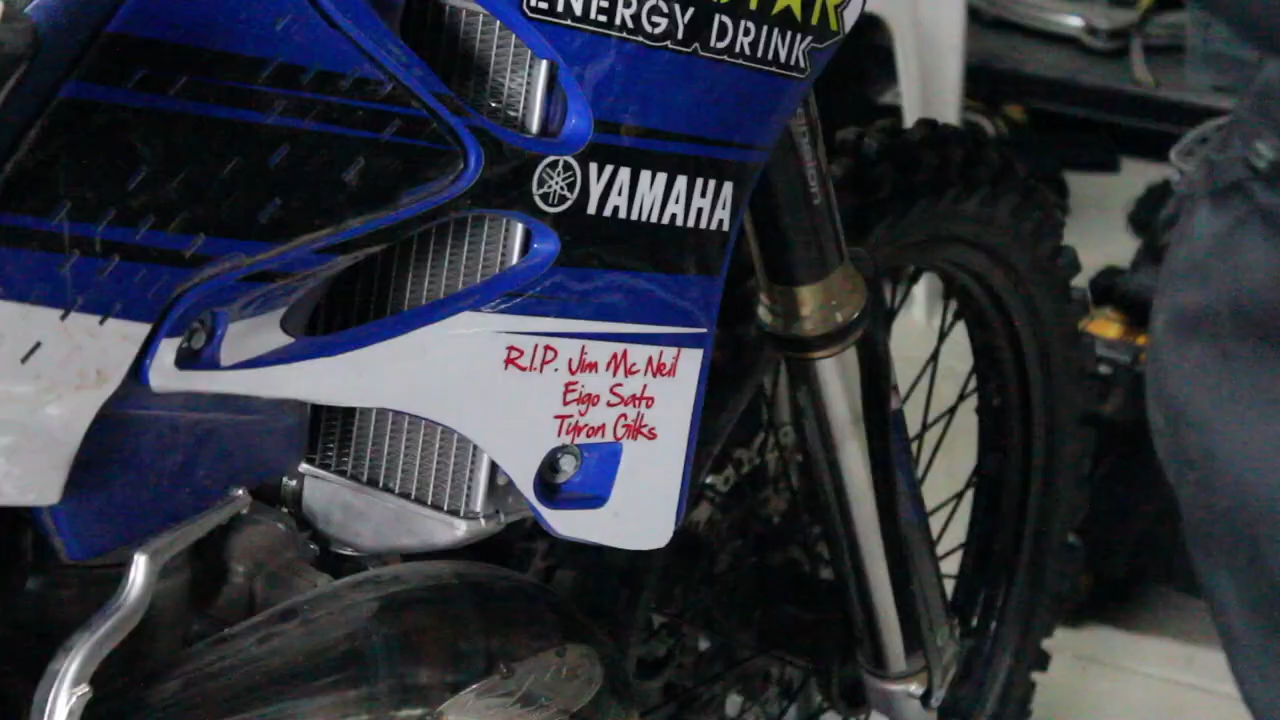 ENERGY DRINK
YAMAHA
R.I.P. Jim Mc Neil
Eigo Sato
Tyron Gilks